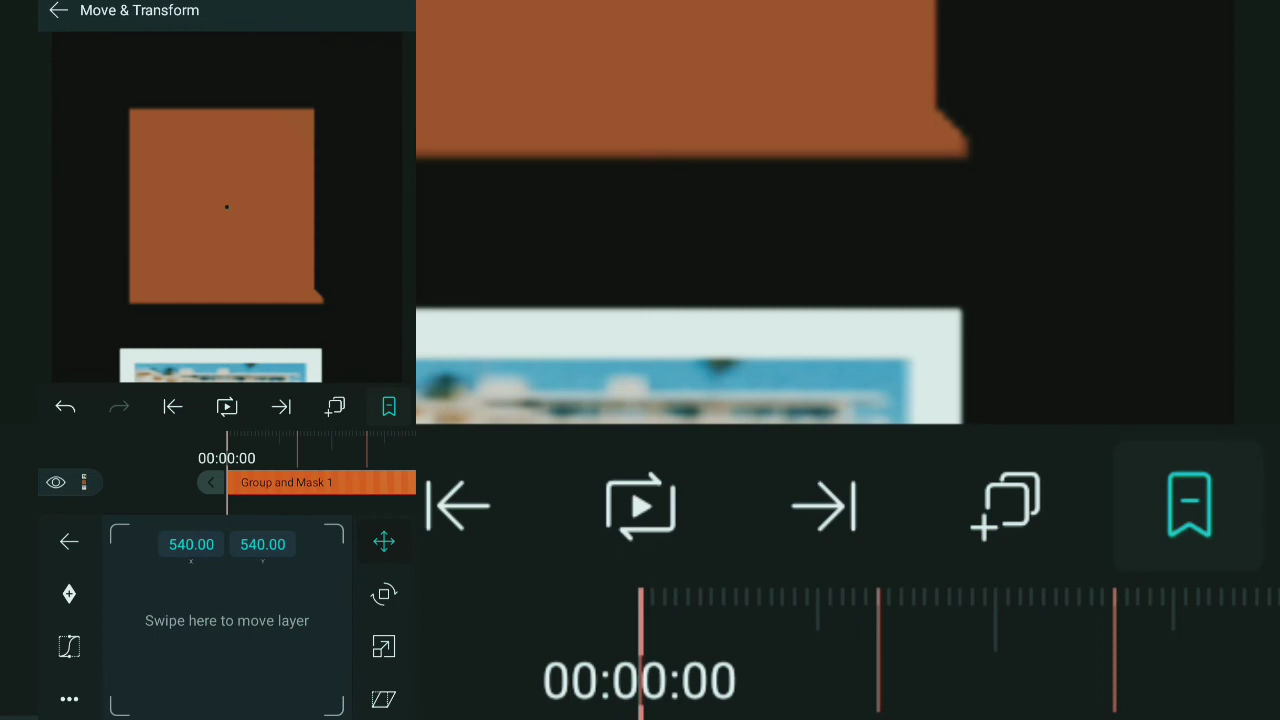 Move & Transform
00:00:00
Group and Mask 1
540.00 540.00
X Y
Swipe here to move layer
00:00:00